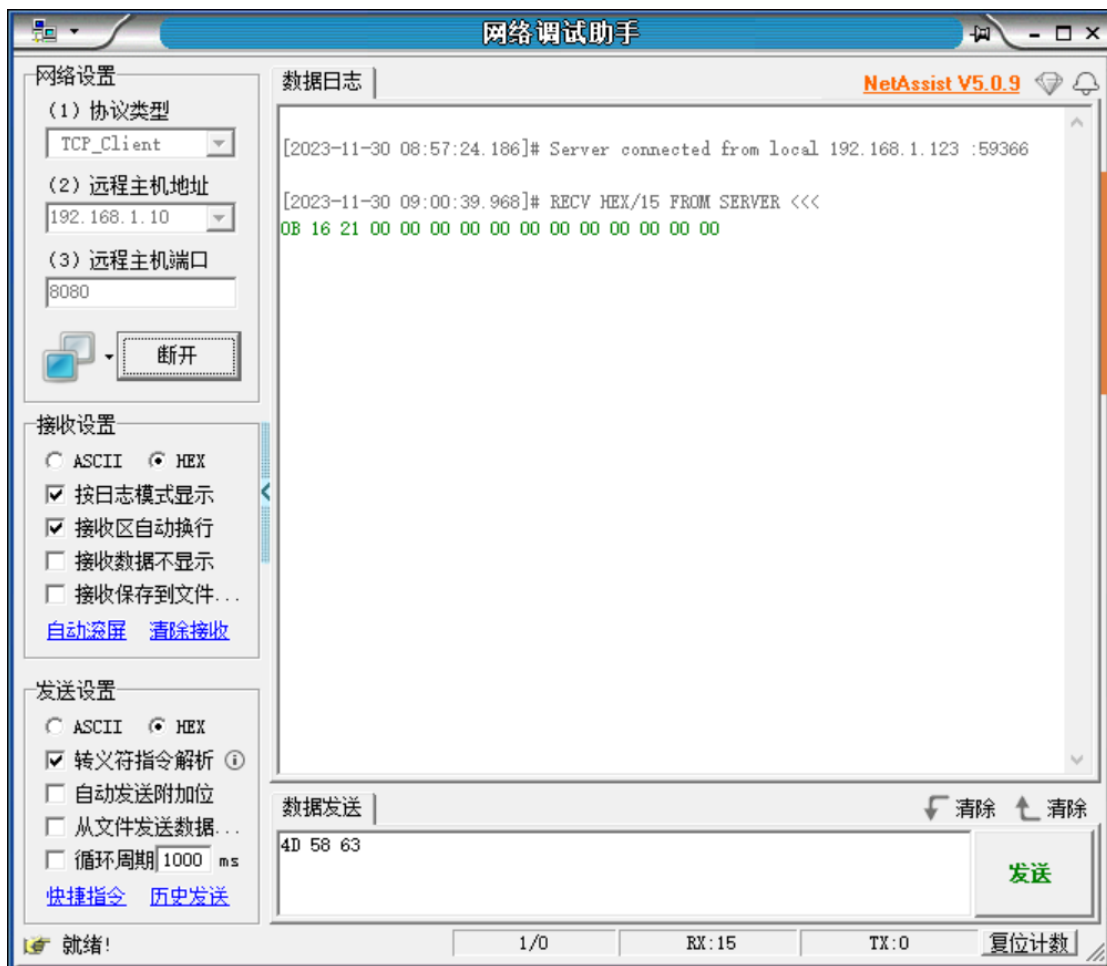 网络调试助手
网络设置
(1) 协议类型
TCP_Client
(2) 远程主机地址
192.168.1.10
(3) 远程主机端口
8080
断开
接收设置
ASCII HEX
按日志模式显示
接收区自动换行
接收数据不显示
接收保存到文件...
自动滚屏 清除接收
发送设置
ASCII HEX
转义符指令解析
自动发送附加位
从文件发送数据...
循环周期 1000 ms
快捷指令 历史发送
数据日志
NetAssist V5.0.9
[2023-11-30 08:57:24.186]# Server connected from local 192.168.1.123 :59366
[2023-11-30 09:00:39.968]# RECV HEX/15 FROM SERVER <<<
0B 16 21 00 00 00 00 00 00 00 00 00 00 00 00
数据发送
清除 清除
4D 58 63
发送
就绪!
1/0
RX:15
TX:0
复位计数